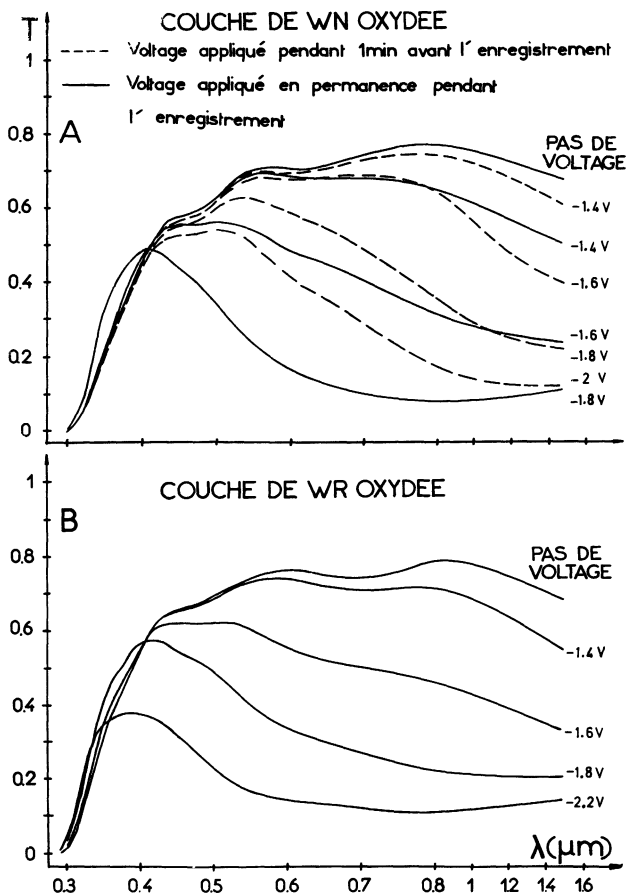 T
COUCHE DE WN OXYDEE
Voltage appliqué pendant 1min avant l'enregistrement
Voltage appliqué en permanence pendant
l'enregistrement
A
PAS DE
VOLTAGE
1
0.8
0.6
0.4
0.2
0
-1.4 V
-1.4 V
-1.6 V
-1.6 V
-1.8 V
-2 V
-1.8 V
COUCHE DE WR OXYDEE
B
PAS DE
VOLTAGE
1
0.8
0.6
0.4
0.2
0
-1.4 V
-1.6 V
-1.8 V
-2.2 V
λ(μm)
0.3 0.4 0.5 0.6 0.8 1 1.2 1.4 1.6